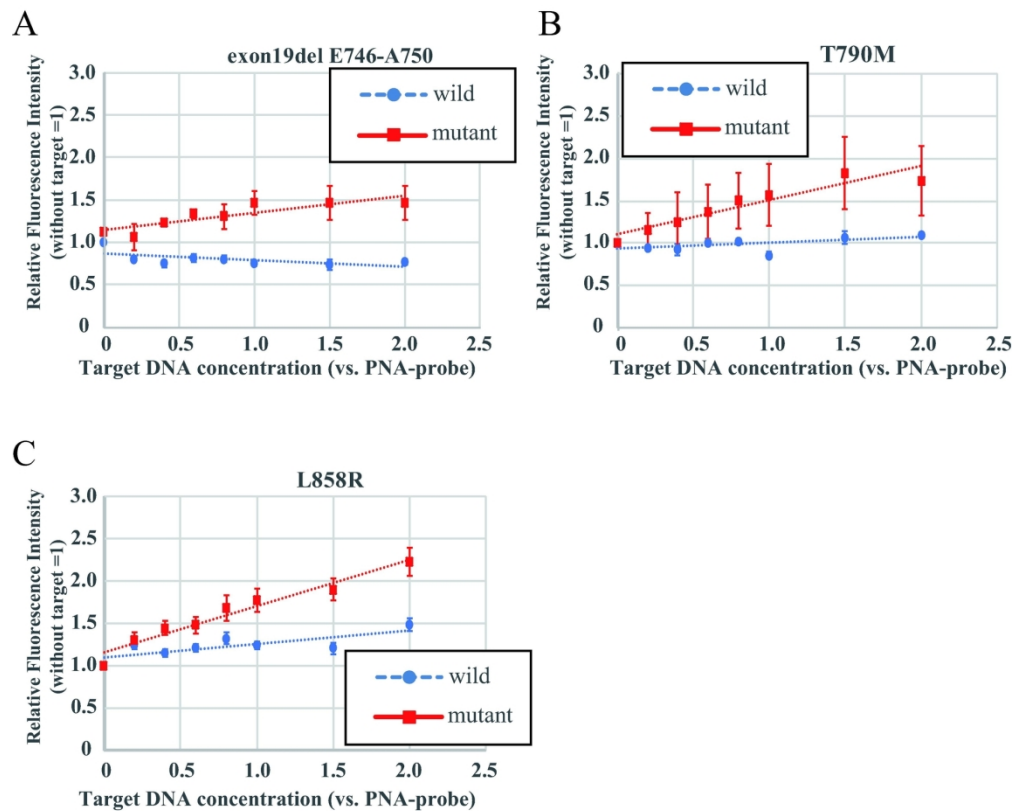 A
exon19del E746-A750
Relative Fluorescence Intensity
(without target =1)
3.0
2.5
2.0
1.5
1.0
0.5
0
wild
mutant
0
0.5
1.0
1.5
2.0
2.5
Target DNA concentration (vs. PNA-probe)
B
T790M
Relative Fluorescence Intensity
(without target =1)
3.0
2.5
2.0
1.5
1.0
0.5
0
wild
mutant
0
0.5
1.0
1.5
2.0
2.5
Target DNA concentration (vs. PNA-probe)
C
L858R
Relative Fluorescence Intensity
(without target =1)
3.0
2.5
2.0
1.5
1.0
0.5
0
wild
mutant
0
0.5
1.0
1.5
2.0
2.5
Target DNA concentration (vs. PNA-probe)